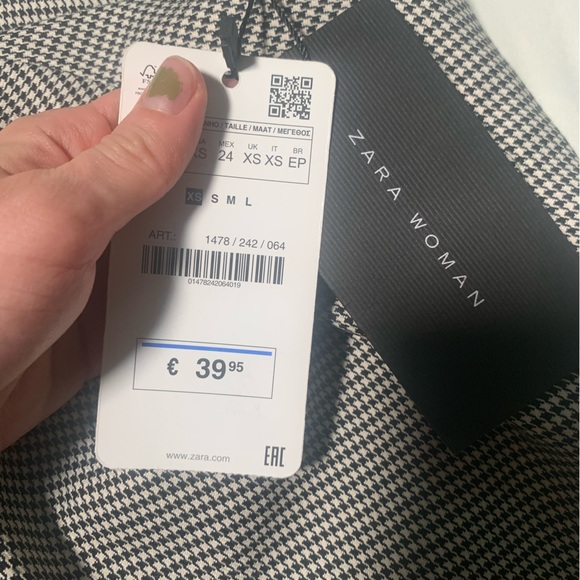 / TAILLE / MAAT / ΜΕΓΕΘΟΣ
MEX UK IT BR
XS 24 XS XS EP
XS S M L
ART.: 1478 / 242 / 064
01478242064019
€ 39 95
www.zara.com
EAC
ZARA WOMAN